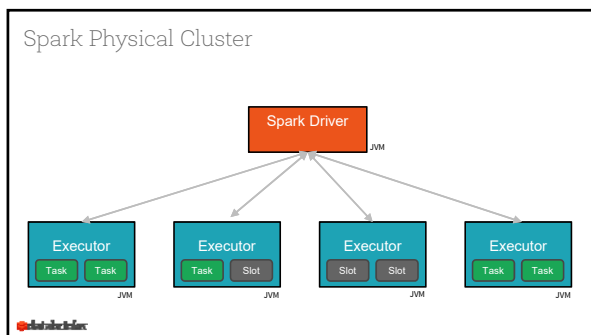 Spark Physical Cluster
Spark Driver
JVM
Executor Executor Executor Executor
Task Task Task Slot Slot Slot Task Task
JVM JVM JVM JVM